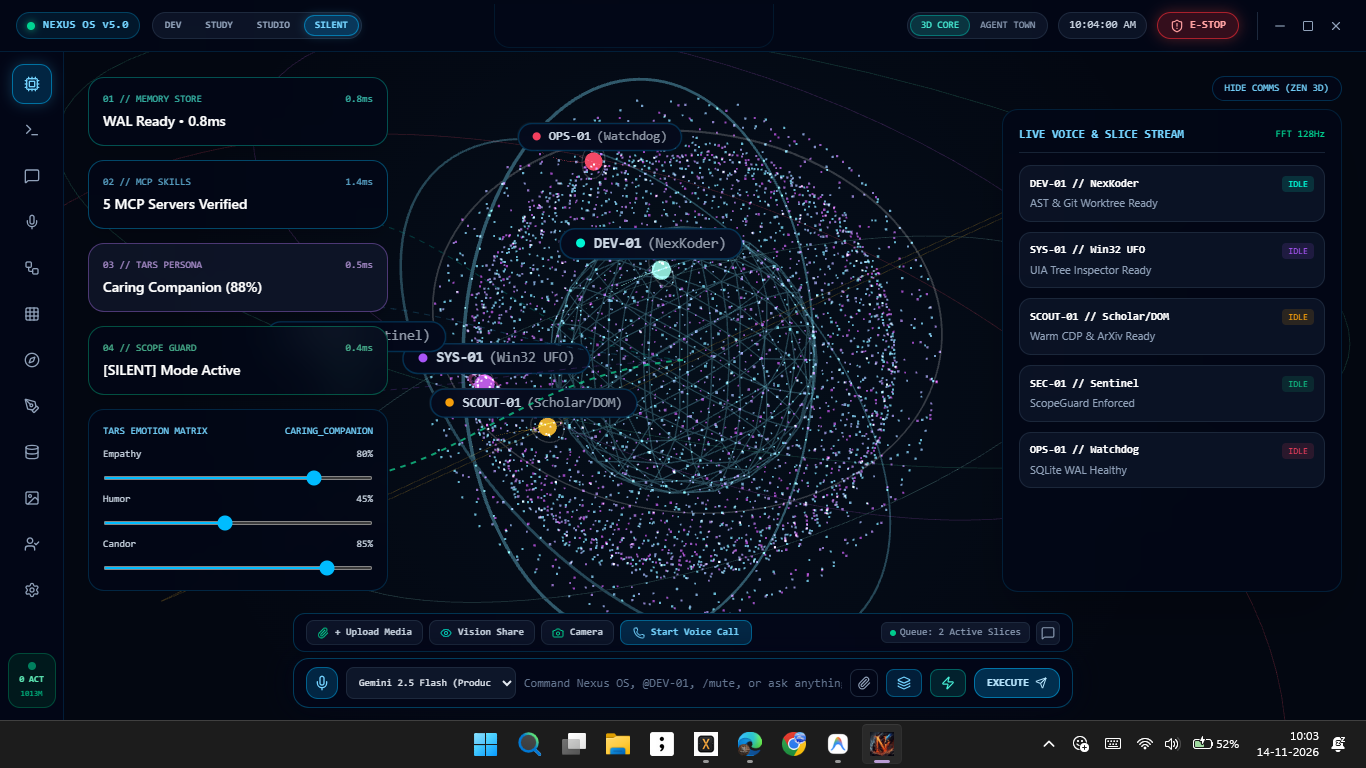 NEXUS OS v5.0
DEV STUDY STUDIO SILENT
3D CORE AGENT TOWN
10:04:00 AM
E-STOP
01 // MEMORY STORE 0.8ms
WAL Ready • 0.8ms
02 // MCP SKILLS 1.4ms
5 MCP Servers Verified
03 // TARS PERSONA 0.5ms
Caring Companion (88%)
04 // SCOPE GUARD 0.4ms
[SILENT] Mode Active
TARS EMOTION MATRIX CARING_COMPANION
Empathy 80%
Humor 45%
Candor 85%
0 ACT
1013M
OPS-01 (Watchdog)
DEV-01 (NexKoder)
tinel)
SYS-01 (Win32 UFO)
SCOUT-01 (Scholar/DOM)
HIDE COMMS (ZEN 3D)
LIVE VOICE & SLICE STREAM FFT 128Hz
DEV-01 // NexKoder IDLE
AST & Git Worktree Ready
SYS-01 // Win32 UFO IDLE
UIA Tree Inspector Ready
SCOUT-01 // Scholar/DOM IDLE
Warm CDP & ArXiv Ready
SEC-01 // Sentinel IDLE
ScopeGuard Enforced
OPS-01 // Watchdog IDLE
SQLite WAL Healthy
+ Upload Media Vision Share Camera Start Voice Call Queue: 2 Active Slices
Gemini 2.5 Flash (Produc Command Nexus OS, @DEV-01, /mute, or ask anythin EXECUTE
52%
10:03
14-11-2026